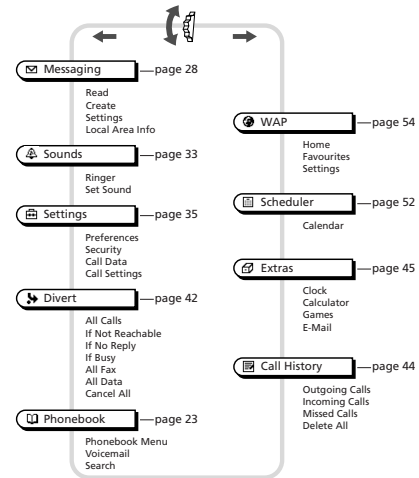 Messaging —page 28
Read
Create
Settings
Local Area Info
Sounds —page 33
Ringer
Set Sound
Settings —page 35
Preferences
Security
Call Data
Call Settings
Divert —page 42
All Calls
If Not Reachable
If No Reply
If Busy
All Fax
All Data
Cancel All
Phonebook —page 23
Phonebook Menu
Voicemail
Search
WAP —page 54
Home
Favourites
Settings
Scheduler —page 52
Calendar
Extras —page 45
Clock
Calculator
Games
E-Mail
Call History —page 44
Outgoing Calls
Incoming Calls
Missed Calls
Delete All